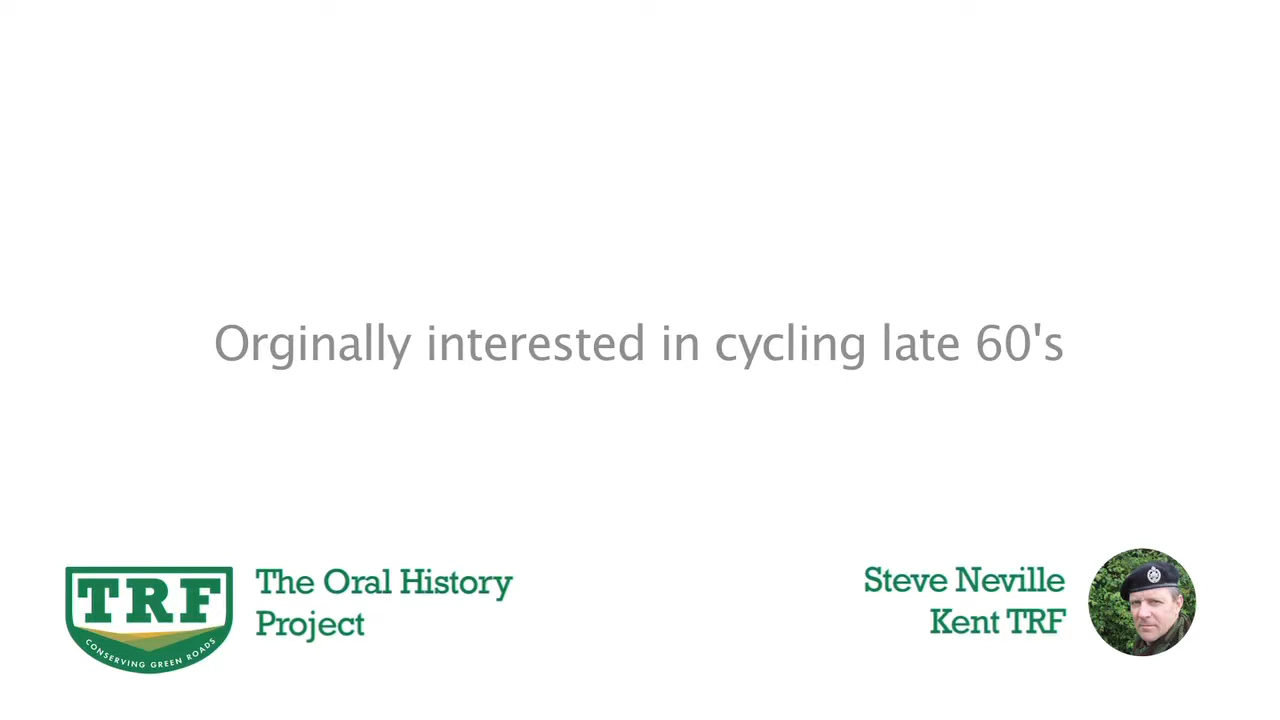 Orginally interested in cycling late 60's
TRF
CONSERVING GREEN ROADS
The Oral History
Project
Steve Neville
Kent TRF